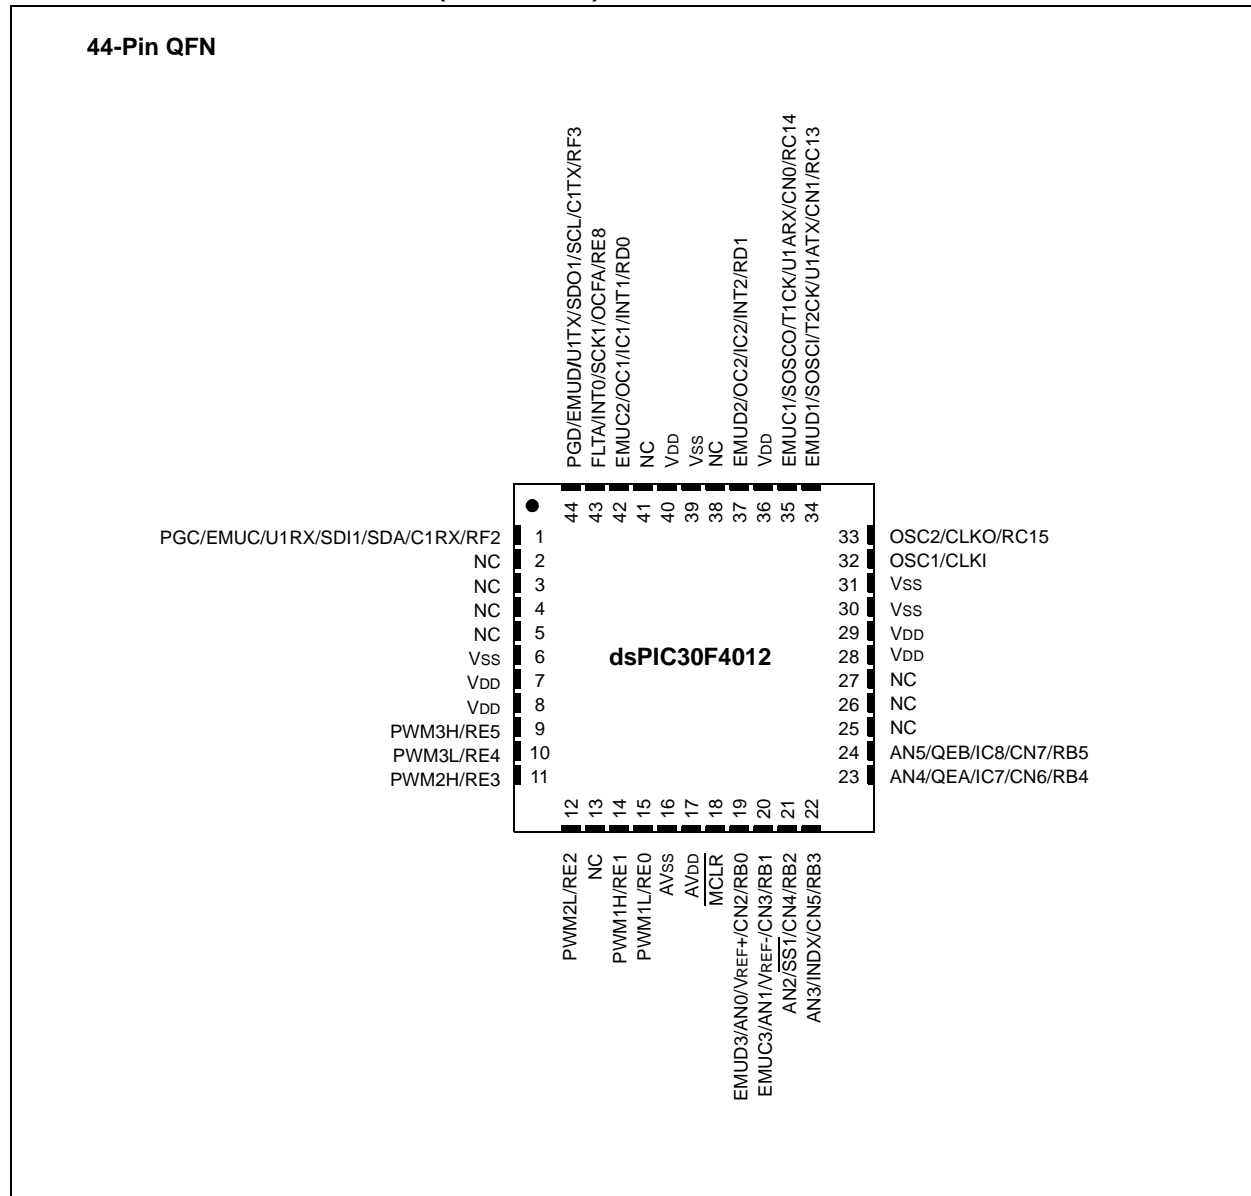 44-Pin QFN
PGD/EMUD/U1TX/SDO1/SCL/C1TX/RF3
FLTA/INT0/SCK1/OCFA/RE8
EMUC2/OC1/IC1/INT1/RD0
NC
VDD
VSS
NC
EMUD2/OC2/IC2/INT2/RD1
VDD
EMUC1/SOSCO/T1CK/U1ARX/CN0/RC14
EMUD1/SOSCI/T2CK/U1ATX/CN1/RC13
44
43
42
41
40
39
38
37
36
35
34
PGC/EMUC/U1RX/SDI1/SDA/C1RX/RF2 1
NC 2
NC 3
NC 4
NC 5
VSS 6
VDD 7
VDD 8
PWM3H/RE5 9
PWM3L/RE4 10
PWM2H/RE3 11
dsPIC30F4012
33 OSC2/CLKO/RC15
32 OSC1/CLKI
31 VSS
30 VSS
29 VDD
28 VDD
27 NC
26 NC
25 NC
24 AN5/QEB/IC8/CN7/RB5
23 AN4/QEA/IC7/CN6/RB4
12
13
14
15
16
17
18
19
20
21
22
PWM2L/RE2
NC
PWM1H/RE1
PWM1L/RE0
AVSS
AVDD
MCLR
EMUD3/AN0/VREF+/CN2/RB0
EMUC3/AN1/VREF-/CN3/RB1
AN2/SS1/CN4/RB2
AN3/INDX/CN5/RB3